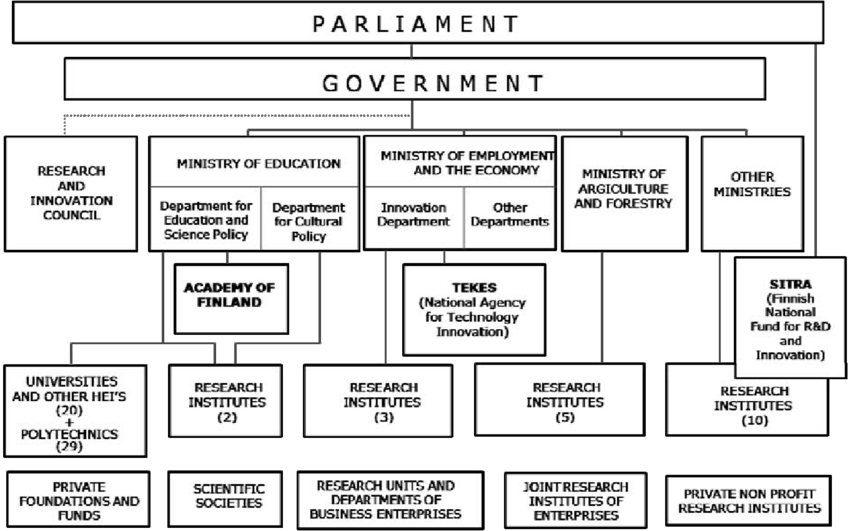 PARLIAMENT
GOVERNMENT
RESEARCH
AND
INNOVATION
COUNCIL
MINISTRY OF EDUCATION
Department for
Education and
Science Policy
Department
for Cultural
Policy
MINISTRY OF EMPLOYMENT
AND THE ECONOMY
Innovation
Department
Other
Departments
MINISTRY OF
ARGICULTURE
AND FORESTRY
OTHER
MINISTRIES
ACADEMY OF
FINLAND
TEKES
(National Agency
for Technology
Innovation)
SITRA
(Finnish
National
Fund for R&D
and
Innovation)
UNIVERSITIES
AND OTHER HEI'S
(20)
+
POLYTECHNICS
(29)
RESEARCH
INSTITUTES
(2)
RESEARCH
INSTITUTES
(3)
RESEARCH
INSTITUTES
(5)
RESEARCH
INSTITUTES
(10)
PRIVATE
FOUNDATIONS AND
FUNDS
SCIENTIFIC
SOCIETIES
RESEARCH UNITS AND
DEPARTMENTS OF
BUSINESS ENTERPRISES
JOINT RESEARCH
INSTITUTES OF
ENTERPRISES
PRIVATE NON PROFIT
RESEARCH INSTITUTES